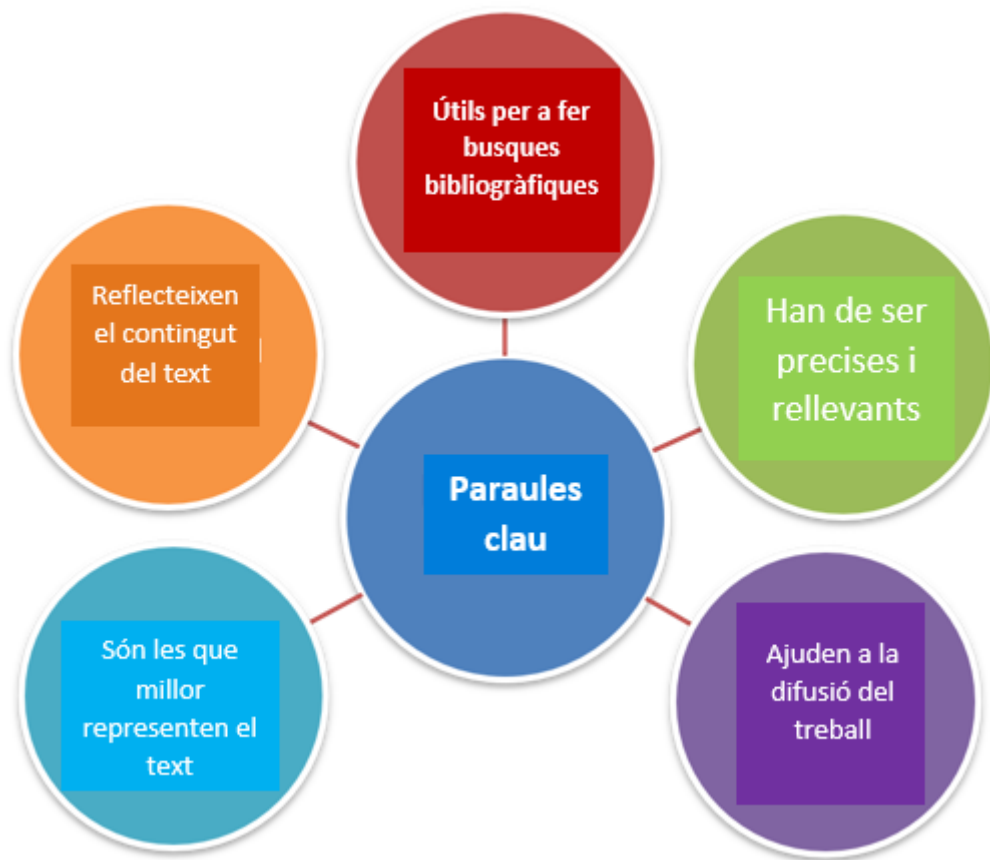 Útils per a fer
busques
bibliogràfiques
Han de ser
precises i
rellevants
Ajuden a la
difusió del
treball
Són les que
millor
representen el
text
Reflecteixen
el contingut
del text
Paraules
clau